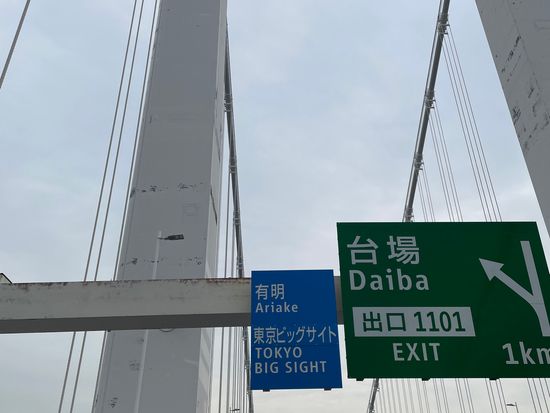 有明
Ariake
東京ビッグサイト
TOKYO
BIG SIGHT
台場
Daiba
出口 1101
EXIT
1km